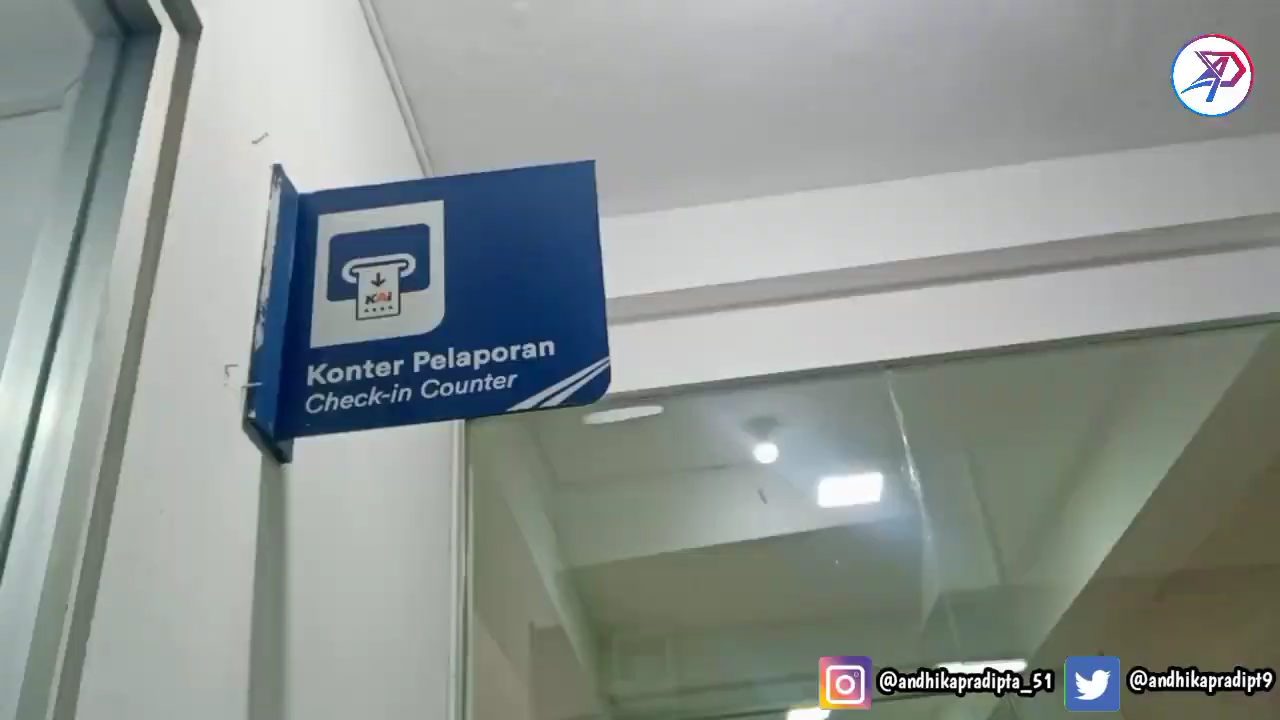 KAI
Konter Pelaporan
Check-in Counter
@andhikapradipta_51
@andhikapradipt9